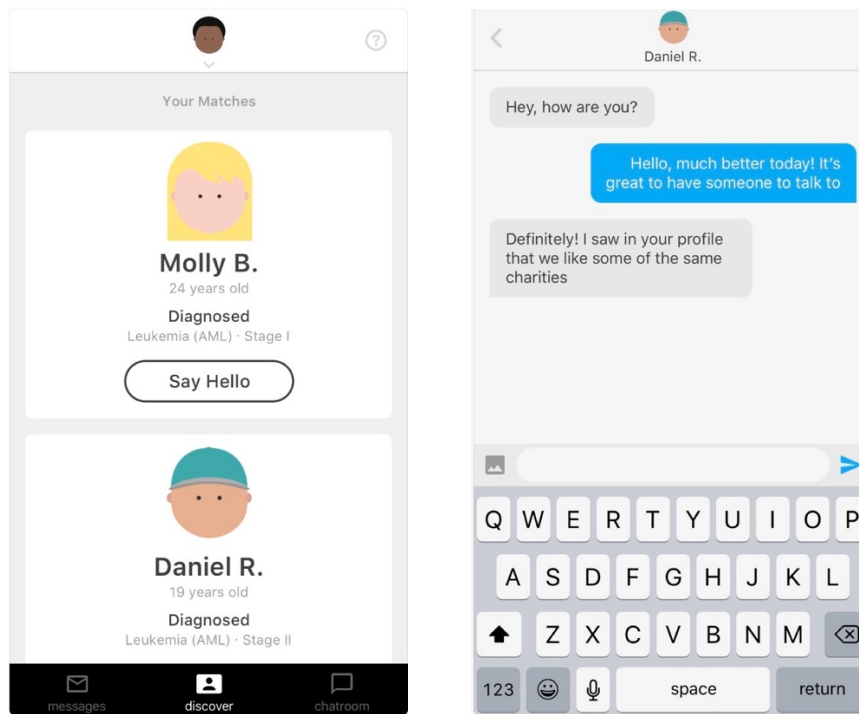 Your Matches
Molly B.
24 years old
Diagnosed
Leukemia (AML) · Stage I
Say Hello
Daniel R.
19 years old
Diagnosed
Leukemia (AML) · Stage II
messages
discover
chatroom
Daniel R.
Hey, how are you?
Hello, much better today! It's
great to have someone to talk to
Definitely! I saw in your profile
that we like some of the same
charities
Q W E R T Y U I O P
A S D F G H J K L
Z X C V B N M
123 space return